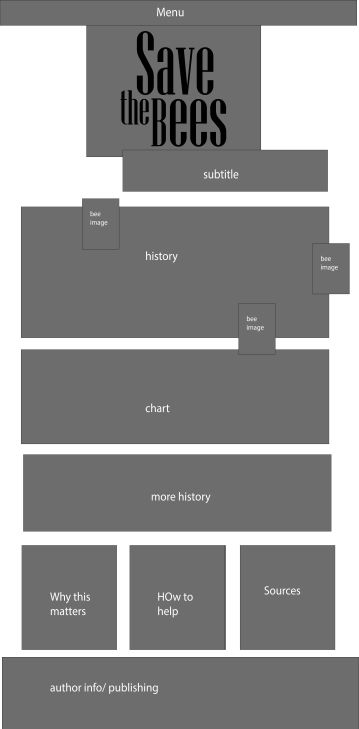 Menu
Save
the Bees
subtitle
bee
image
history
bee
image
bee
image
chart
more history
Why this
matters
HOw to
help
Sources
author info/ publishing